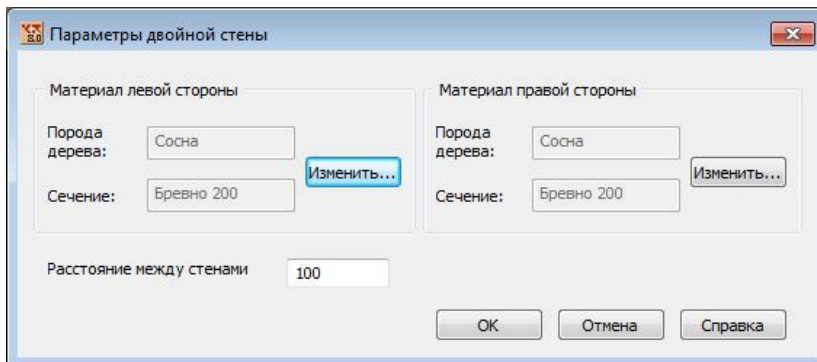 Параметры двойной стены
Материал левой стороны
Порода
дерева:
Сосна
Изменить...
Сечение:
Бревно 200
Материал правой стороны
Порода
дерева:
Сосна
Изменить...
Сечение:
Бревно 200
Расстояние между стенами
100
ОК
Отмена
Справка